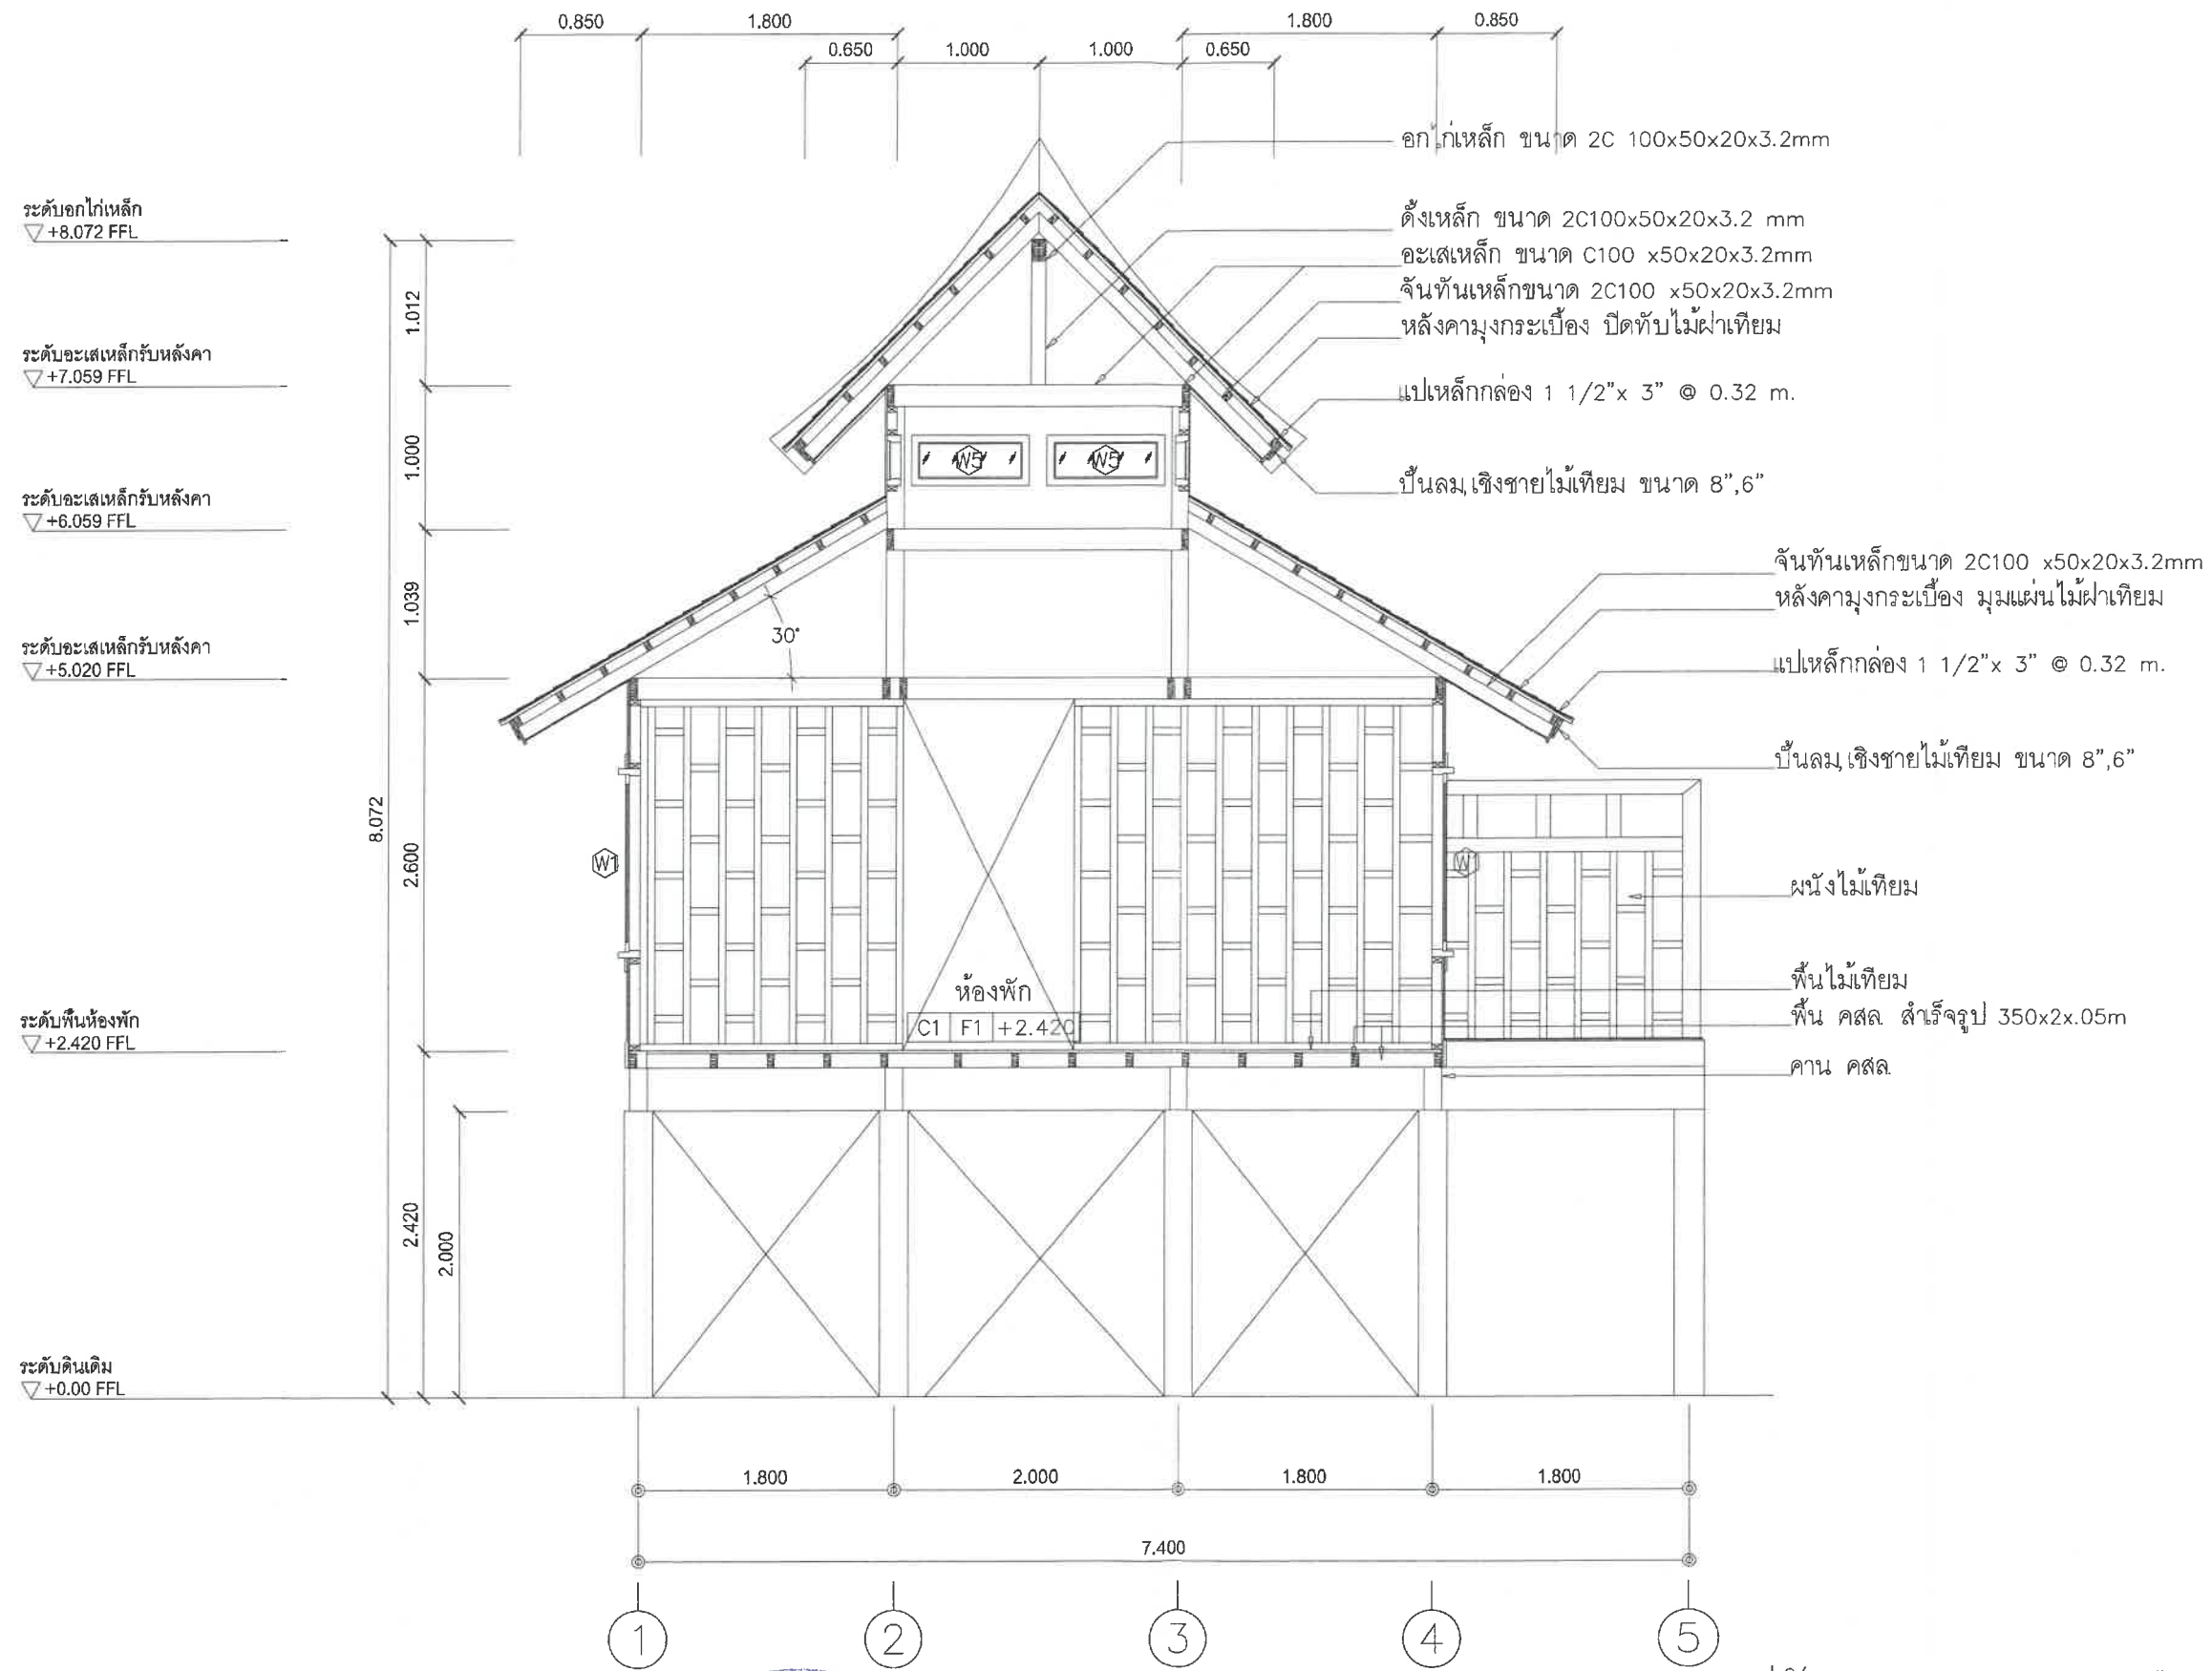 0.850
1.800
1.800
0.850
0.650
1.000
1.000
0.650
อกไก่เหล็ก ขนาด 2C 100x50x20x3.2mm
ดั้งเหล็ก ขนาด 2C100x50x20x3.2 mm
อะเสเหล็ก ขนาด C100 x50x20x3.2mm
จันทันเหล็กขนาด 2C100 x50x20x3.2mm
หลังคามุงกระเบื้อง ปิดทับไม้ฝาเทียม
แปเหล็กกล่อง 1 1/2"x 3" @ 0.32 m.
ปั้นลม,เชิงชายไม้เทียม ขนาด 8",6"
จันทันเหล็กขนาด 2C100 x50x20x3.2mm
หลังคามุงกระเบื้อง มุมแผ่นไม้ฝาเทียม
แปเหล็กกล่อง 1 1/2"x 3" @ 0.32 m.
ปั้นลม,เชิงชายไม้เทียม ขนาด 8",6"
ผนังไม้เทียม
พื้นไม้เทียม
พื้น คสล. สำเร็จรูป 350x2x.05m
คาน คสล.
ระดับอกไก่เหล็ก
+8.072 FFL
ระดับอะเสเหล็กรับหลังคา
+7.059 FFL
ระดับอะเสเหล็กรับหลังคา
+6.059 FFL
ระดับอะเสเหล็กรับหลังคา
+5.020 FFL
ระดับพื้นห้องพัก
+2.420 FFL
ระดับดินเดิม
+0.00 FFL
1.012
1.000
1.039
8.072
2.600
2.420
2.000
W5
W5
30°
W1
W1
ห้องพัก
C1 F1 +2.420
1.800
2.000
1.800
1.800
7.400
1
2
3
4
5